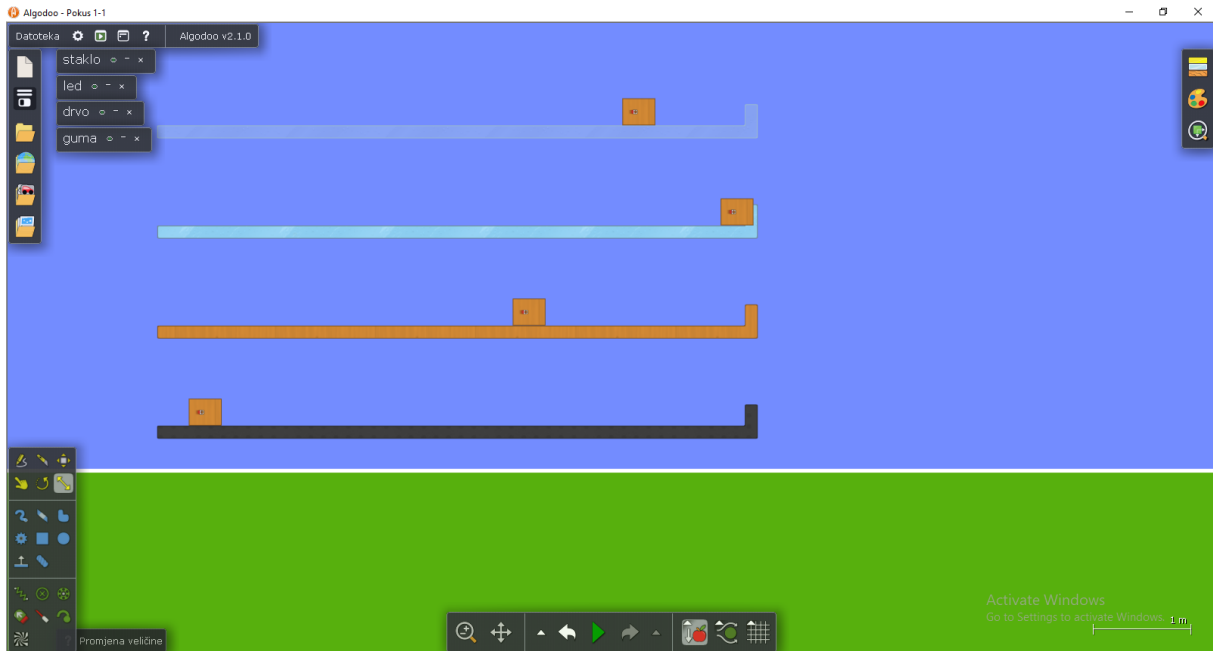 Algodoo - Pokus 1-1
Datoteka ? Algodoo v2.1.0
staklo
led
drvo
guma
Activate Windows
Go to Settings to activate Windows.
1 m
? Promjena veličine